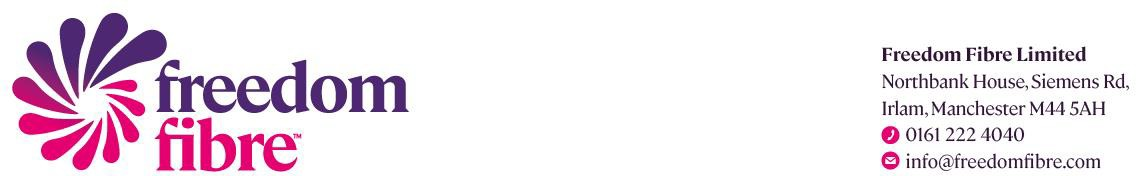 freedom
fibre™
Freedom Fibre Limited
Northbank House, Siemens Rd,
Irlam, Manchester M44 5AH
0161 222 4040
info@freedomfibre.com